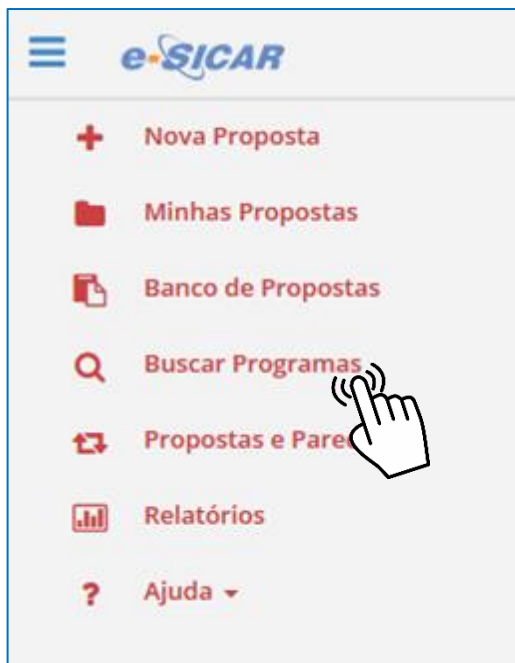 e-SICAR
Nova Proposta
Minhas Propostas
Banco de Propostas
Buscar Programas
Propostas e
Relatórios
Ajuda